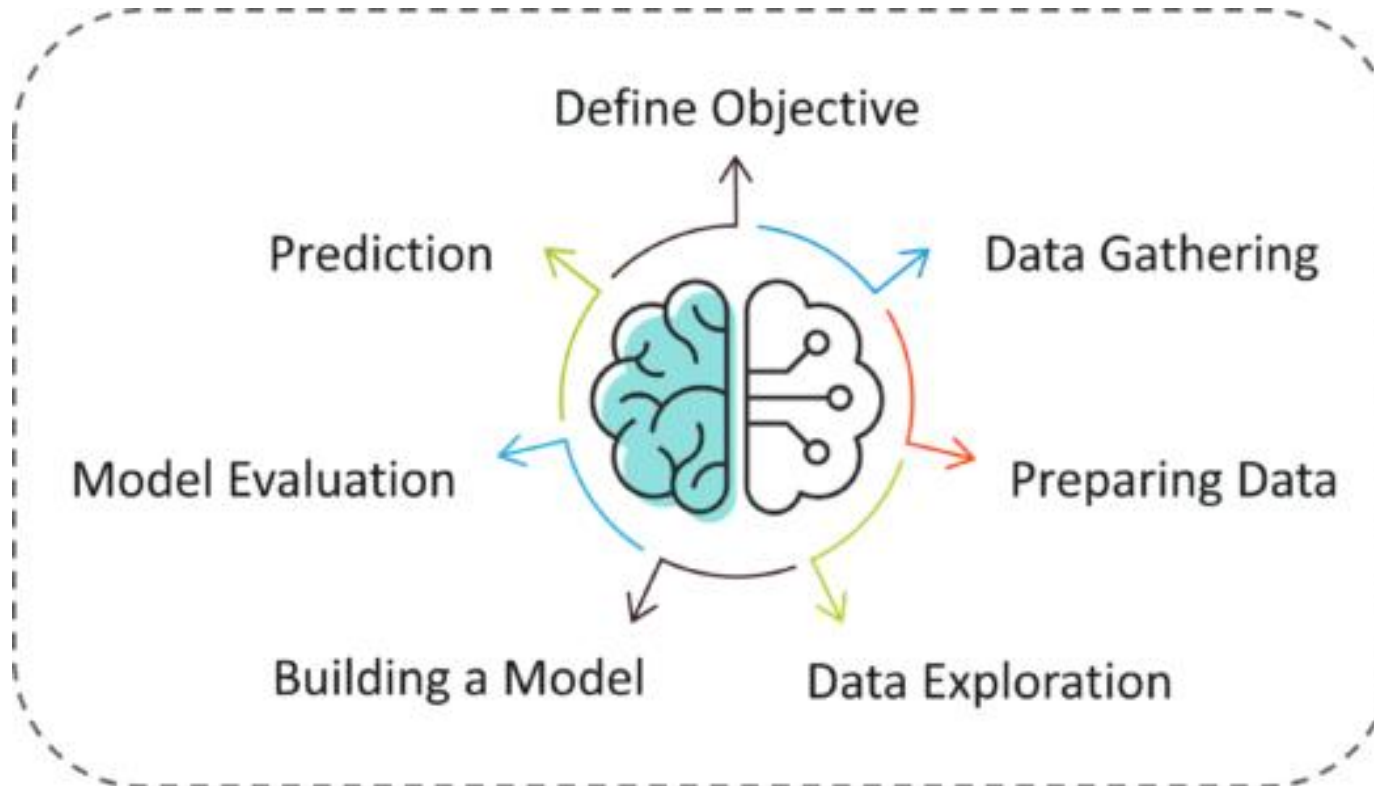 Define Objective
Data Gathering
Preparing Data
Data Exploration
Building a Model
Model Evaluation
Prediction